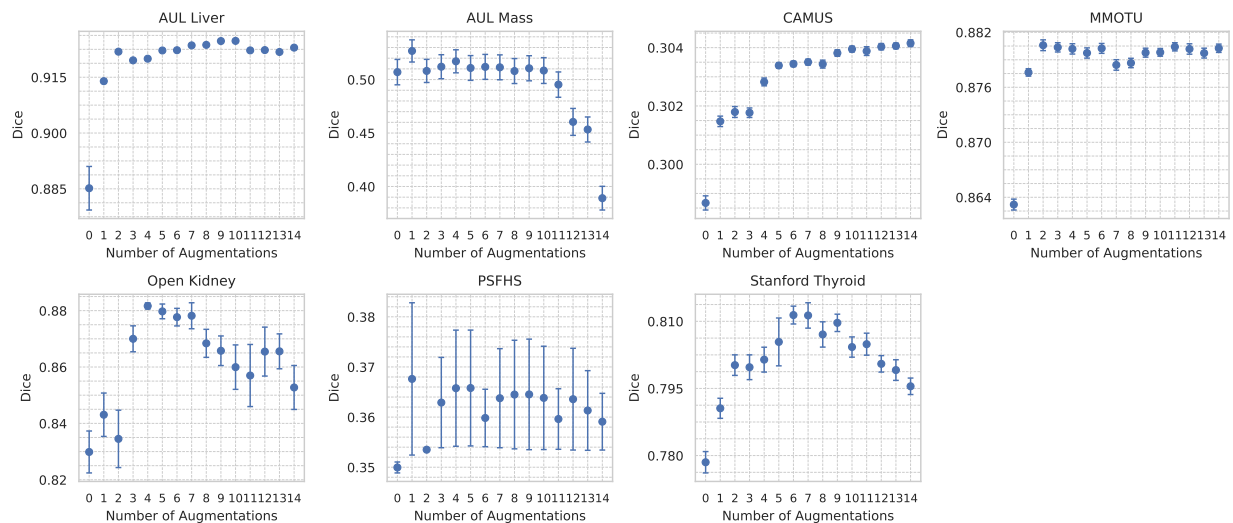 AUL Liver
Dice
0.915
0.900
0.885
0 1 2 3 4 5 6 7 8 9 10 11 12 13 14
Number of Augmentations
AUL Mass
Dice
0.50
0.45
0.40
0 1 2 3 4 5 6 7 8 9 10 11 12 13 14
Number of Augmentations
CAMUS
Dice
0.304
0.302
0.300
0 1 2 3 4 5 6 7 8 9 10 11 12 13 14
Number of Augmentations
MMOTU
Dice
0.882
0.876
0.870
0.864
0 1 2 3 4 5 6 7 8 9 10 11 12 13 14
Number of Augmentations
Open Kidney
Dice
0.88
0.86
0.84
0.82
0 1 2 3 4 5 6 7 8 9 10 11 12 13 14
Number of Augmentations
PSFHS
Dice
0.38
0.37
0.36
0.35
0 1 2 3 4 5 6 7 8 9 10 11 12 13 14
Number of Augmentations
Stanford Thyroid
Dice
0.810
0.795
0.780
0 1 2 3 4 5 6 7 8 9 10 11 12 13 14
Number of Augmentations